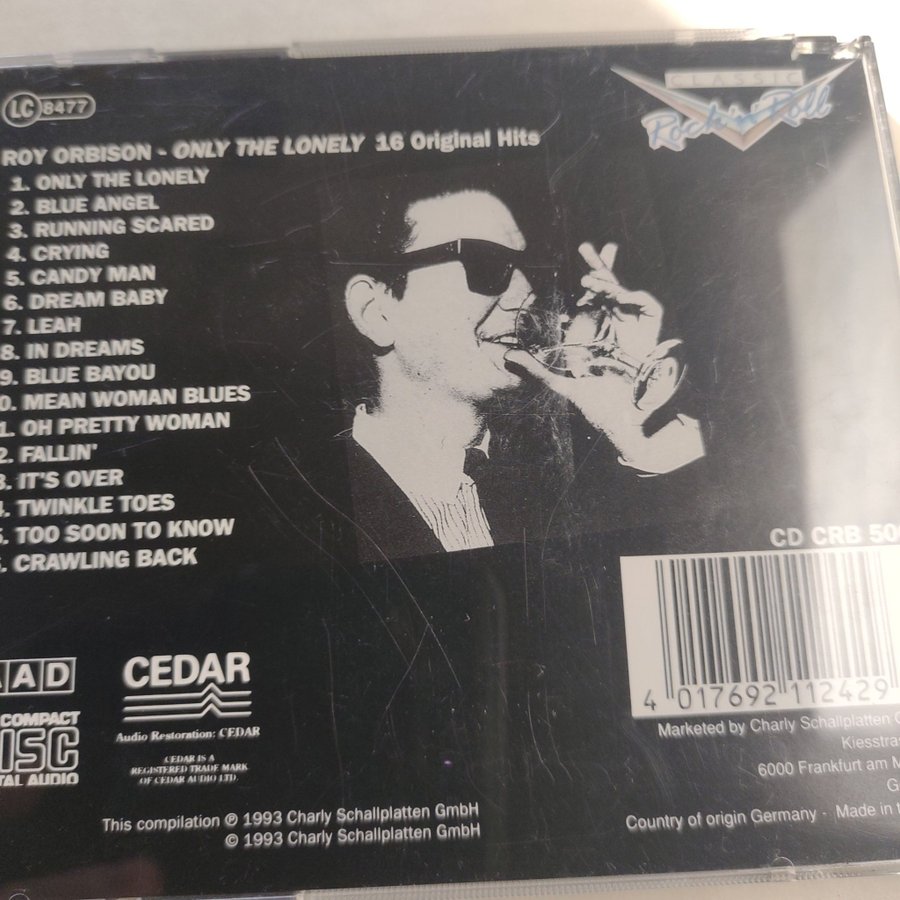 LC 8477
CLASSIC
Rock 'n' Roll
ROY ORBISON - ONLY THE LONELY 16 Original Hits
1. ONLY THE LONELY
2. BLUE ANGEL
3. RUNNING SCARED
4. CRYING
5. CANDY MAN
6. DREAM BABY
7. LEAH
8. IN DREAMS
9. BLUE BAYOU
0. MEAN WOMAN BLUES
1. OH PRETTY WOMAN
2. FALLIN'
3. IT'S OVER
4. TWINKLE TOES
5. TOO SOON TO KNOW
CRAWLING BACK
CD CRB 50
4 017692 112429
AAD
COMPACT
DISC
TAL AUDIO
CEDAR
Audio Restoration: CEDAR
CEDAR IS A
REGISTERED TRADE MARK
OF CEDAR AUDIO LTD
Marketed by Charly Schallplatten G
Kiesstra
6000 Frankfurt am M
G
Country of origin Germany - Made in t
This compilation ℗ 1993 Charly Schallplatten GmbH
© 1993 Charly Schallplatten GmbH